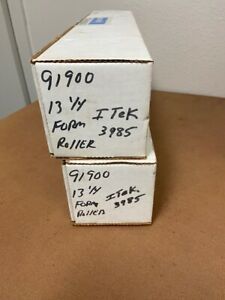 91900
13 1/4
FORM
ROLLER
ITEK
3985
91900
13 1/4
FORM
ROLLER
ITEK
3985